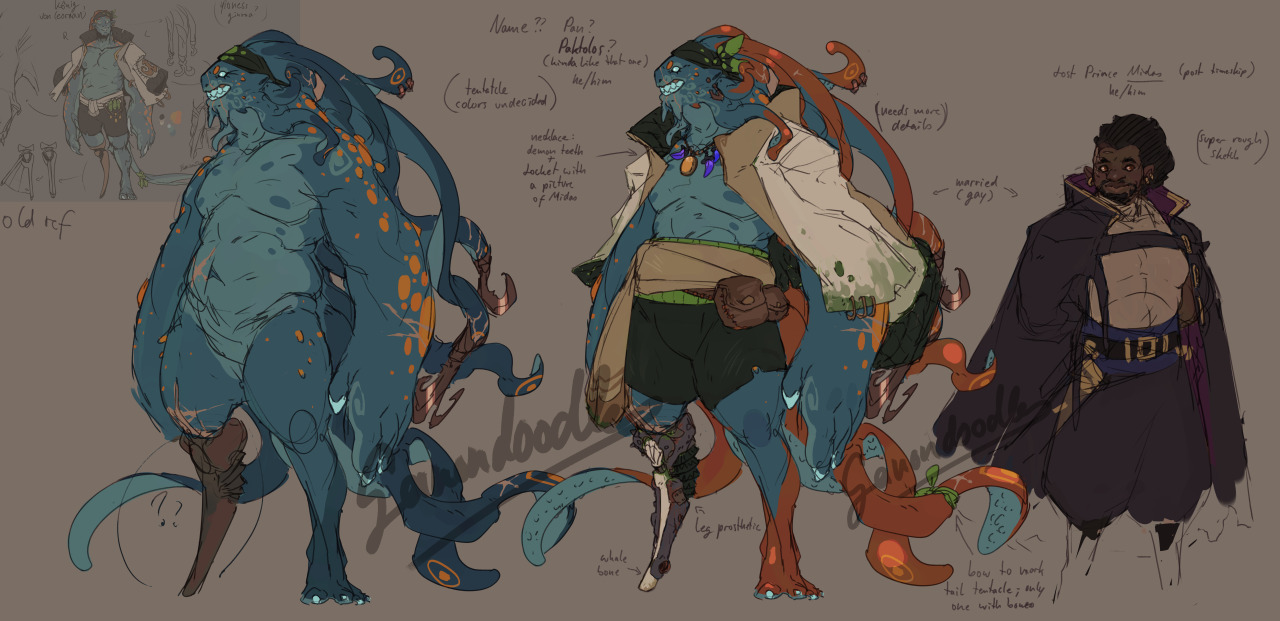 Name ?? Pan?
Paktolos?
(kinda like that one)
he/him
(tentacle
colors undecided)
necklace:
demon teeth
+
locket with
a picture
of Midas
(needs more
details)
married
(gay)
Lost Prince Midas (post timeskip)
he/him
(super rough
sketch)
old ref
R
L
??
leg prosthetic
whale
bone
bow to mark
tail tentacle; only
one with bones